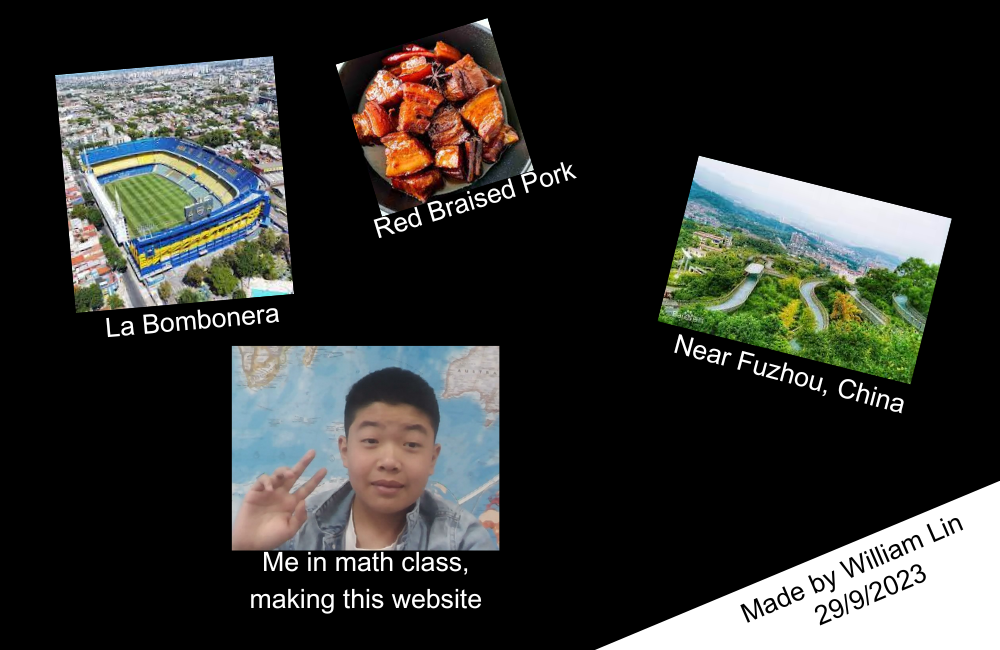 La Bombonera
Red Braised Pork
Near Fuzhou, China
Me in math class,
making this website
Made by William Lin
29/9/2023